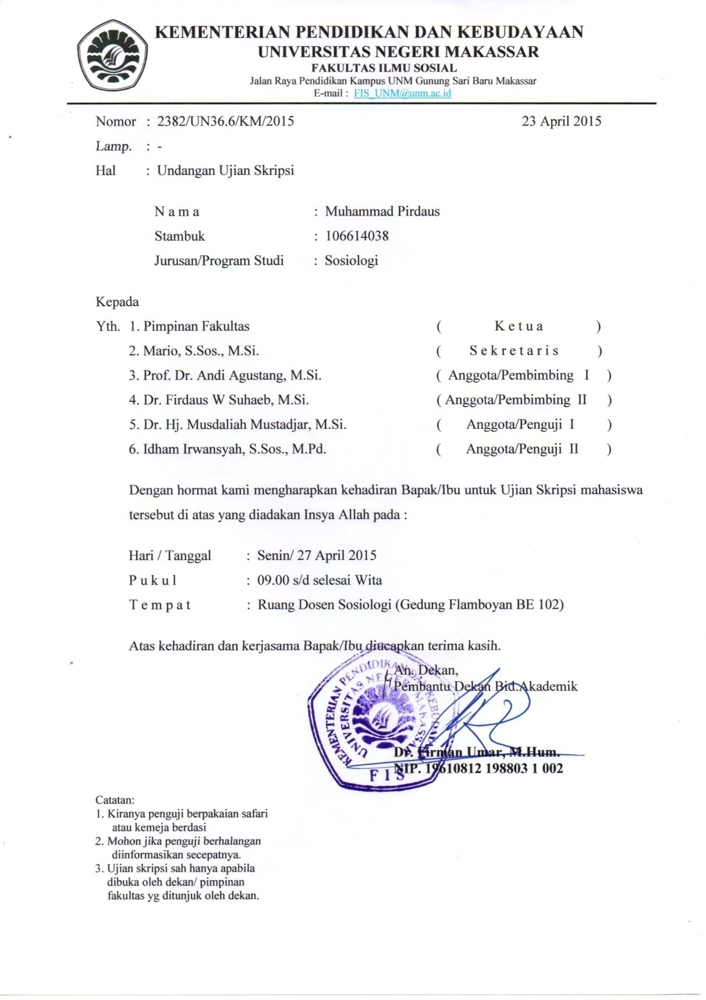 KEMENTERIAN PENDIDIKAN DAN KEBUDAYAAN
UNIVERSITAS NEGERI MAKASSAR
FAKULTAS ILMU SOSIAL
Jalan Raya Pendidikan Kampus UNM Gunung Sari Baru Makassar
E-mail : FIS_UNM@unm.ac.id
Nomor : 2382/UN36.6/KM/2015 23 April 2015
Lamp. : -
Hal : Undangan Ujian Skripsi
N a m a : Muhammad Pirdaus
Stambuk : 106614038
Jurusan/Program Studi : Sosiologi
Kepada
Yth. 1. Pimpinan Fakultas ( K e t u a )
2. Mario, S.Sos., M.Si. ( S e k r e t a r i s )
3. Prof. Dr. Andi Agustang, M.Si. ( Anggota/Pembimbing I )
4. Dr. Firdaus W Suhaeb, M.Si. ( Anggota/Pembimbing II )
5. Dr. Hj. Musdaliah Mustadjar, M.Si. ( Anggota/Penguji I )
6. Idham Irwansyah, S.Sos., M.Pd. ( Anggota/Penguji II )
Dengan hormat kami mengharapkan kehadiran Bapak/Ibu untuk Ujian Skripsi mahasiswa
tersebut di atas yang diadakan Insya Allah pada :
Hari / Tanggal : Senin/ 27 April 2015
P u k u l : 09.00 s/d selesai Wita
T e m p a t : Ruang Dosen Sosiologi (Gedung Flamboyan BE 102)
Atas kehadiran dan kerjasama Bapak/Ibu diucapkan terima kasih.
An. Dekan,
Pembantu Dekan Bid.Akademik
KEMENTERIAN PENDIDIKAN DAN KEBUDAYAAN
UNIVERSITAS NEGERI MAKASSAR
F I S
Dr. Firman Umar, M.Hum.
NIP. 19610812 198803 1 002
Catatan:
1. Kiranya penguji berpakaian safari
atau kemeja berdasi
2. Mohon jika penguji berhalangan
diinformasikan secepatnya.
3. Ujian skripsi sah hanya apabila
dibuka oleh dekan/ pimpinan
fakultas yg ditunjuk oleh dekan.